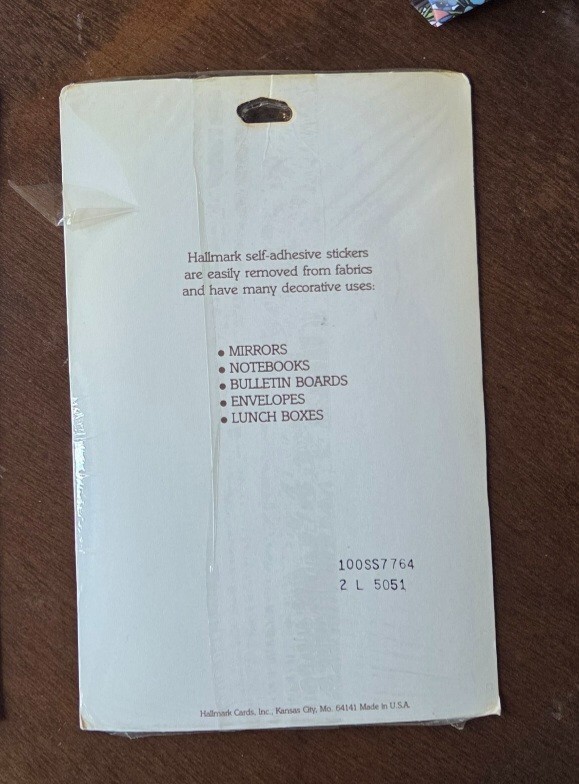 Hallmark self-adhesive stickers
are easily removed from fabrics
and have many decorative uses:
• MIRRORS
• NOTEBOOKS
• BULLETIN BOARDS
• ENVELOPES
• LUNCH BOXES
100SS7764
2 L 5051
Hallmark Cards, Inc., Kansas City, Mo. 64141 Made in U.S.A.